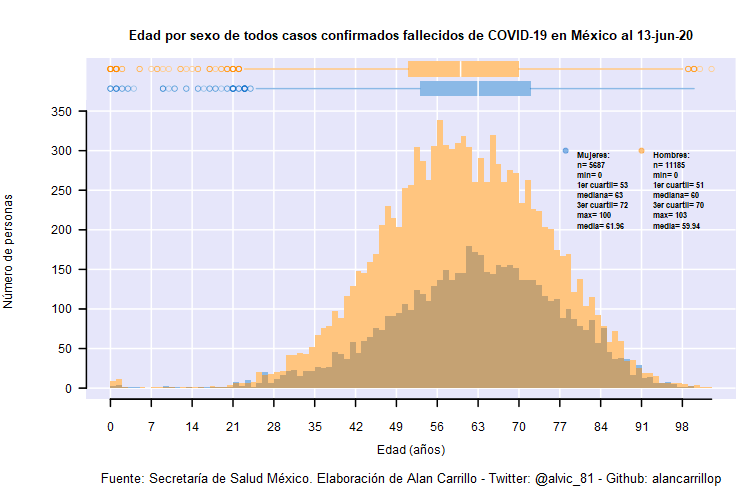 Edad por sexo de todos casos confirmados fallecidos de COVID-19 en México al 13-jun-20
Número de personas
350
300
250
200
150
100
50
0
Mujeres:
n= 5687
min= 0
1er cuartil= 53
mediana= 63
3er cuartil= 72
max= 100
media= 61.96
Hombres:
n= 11185
min= 0
1er cuartil= 51
mediana= 60
3er cuartil= 70
max= 103
media= 59.94
0 7 14 21 28 35 42 49 56 63 70 77 84 91 98
Edad (años)
Fuente: Secretaría de Salud México. Elaboración de Alan Carrillo - Twitter: @alvic_81 - Github: alancarrillop